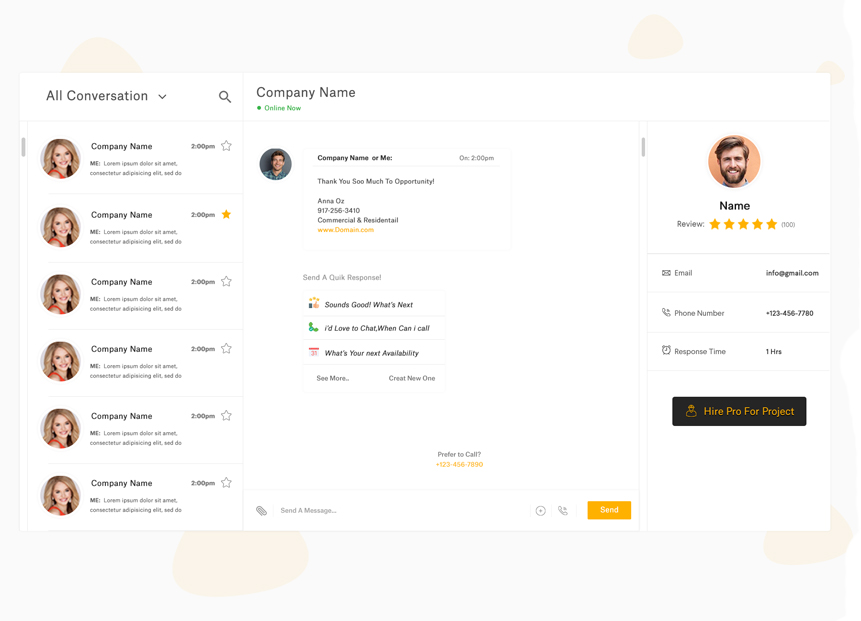 All Conversation
Company Name
Online Now
Company Name 2:00pm
ME: Lorem ipsum dolor sit amet,
consectetur adipisicing elit, sed do
Company Name 2:00pm
ME: Lorem ipsum dolor sit amet,
consectetur adipisicing elit, sed do
Company Name 2:00pm
ME: Lorem ipsum dolor sit amet,
consectetur adipisicing elit, sed do
Company Name 2:00pm
ME: Lorem ipsum dolor sit amet,
consectetur adipisicing elit, sed do
Company Name 2:00pm
ME: Lorem ipsum dolor sit amet,
consectetur adipisicing elit, sed do
Company Name 2:00pm
ME: Lorem ipsum dolor sit amet,
consectetur adipisicing elit, sed do
Company Name or Me: On: 2:00pm
Thank You Soo Much To Opportunity!
Anna Oz
917-256-3410
Commercial & Residentail
www.Domain.com
Send A Quik Response!
Sounds Good! What's Next
i'd Love to Chat,When Can i call
31
What's Your next Availability
See More.. Creat New One
Prefer to Call?
+123-456-7890
Send A Message...
Send
Name
Review: (100)
Email info@gmail.com
Phone Number +123-456-7780
Response Time 1 Hrs
Hire Pro For Project